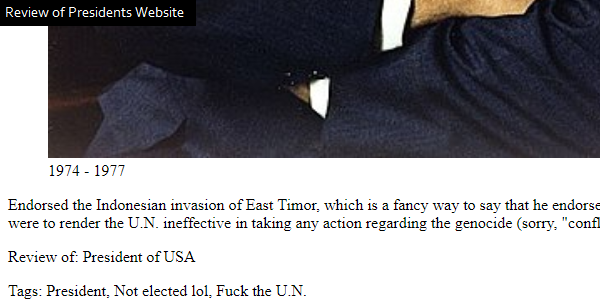 Review of Presidents Website
1974 - 1977
Endorsed the Indonesian invasion of East Timor, which is a fancy way to say that he endorse
were to render the U.N. ineffective in taking any action regarding the genocide (sorry, "confl
Review of: President of USA
Tags: President, Not elected lol, Fuck the U.N.